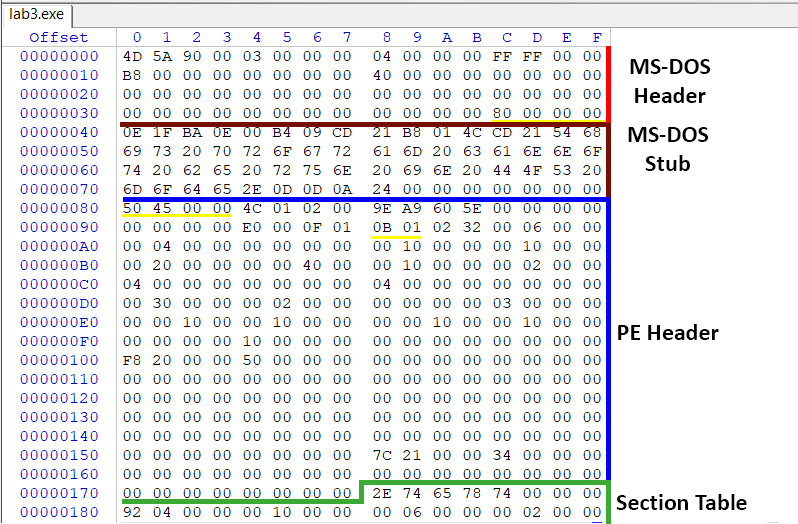 lab3.exe
Offset 0 1 2 3 4 5 6 7 8 9 A B C D E F
00000000 4D 5A 90 00 03 00 00 00 04 00 00 00 FF FF 00 00
00000010 B8 00 00 00 00 00 00 00 40 00 00 00 00 00 00 00
MS-DOS
00000020 00 00 00 00 00 00 00 00 00 00 00 00 00 00 00 00
Header
00000030 00 00 00 00 00 00 00 00 00 00 00 00 80 00 00 00
00000040 0E 1F BA 0E 00 B4 09 CD 21 B8 01 4C CD 21 54 68
MS-DOS
00000050 69 73 20 70 72 6F 67 72 61 6D 20 63 61 6E 6E 6F
Stub
00000060 74 20 62 65 20 72 75 6E 20 69 6E 20 44 4F 53 20
00000070 6D 6F 64 65 2E 0D 0D 0A 24 00 00 00 00 00 00 00
00000080 50 45 00 00 4C 01 02 00 9E A9 60 5E 00 00 00 00
00000090 00 00 00 00 E0 00 0F 01 0B 01 02 32 00 06 00 00
000000A0 00 04 00 00 00 00 00 00 00 10 00 00 00 10 00 00
000000B0 00 20 00 00 00 00 40 00 00 10 00 00 00 02 00 00
000000C0 04 00 00 00 00 00 00 00 04 00 00 00 00 00 00 00
000000D0 00 30 00 00 00 02 00 00 00 00 00 00 03 00 00 00
000000E0 00 00 10 00 00 10 00 00 00 00 10 00 00 10 00 00
PE Header
000000F0 00 00 00 00 10 00 00 00 00 00 00 00 00 00 00 00
00000100 F8 20 00 00 50 00 00 00 00 00 00 00 00 00 00 00
00000110 00 00 00 00 00 00 00 00 00 00 00 00 00 00 00 00
00000120 00 00 00 00 00 00 00 00 00 00 00 00 00 00 00 00
00000130 00 00 00 00 00 00 00 00 00 00 00 00 00 00 00 00
00000140 00 00 00 00 00 00 00 00 00 00 00 00 00 00 00 00
00000150 00 00 00 00 00 00 00 00 7C 21 00 00 34 00 00 00
00000160 00 00 00 00 00 00 00 00 00 00 00 00 00 00 00 00
00000170 00 00 00 00 00 00 00 00 2E 74 65 78 74 00 00 00
Section Table
00000180 92 04 00 00 00 10 00 00 00 06 00 00 00 02 00 00